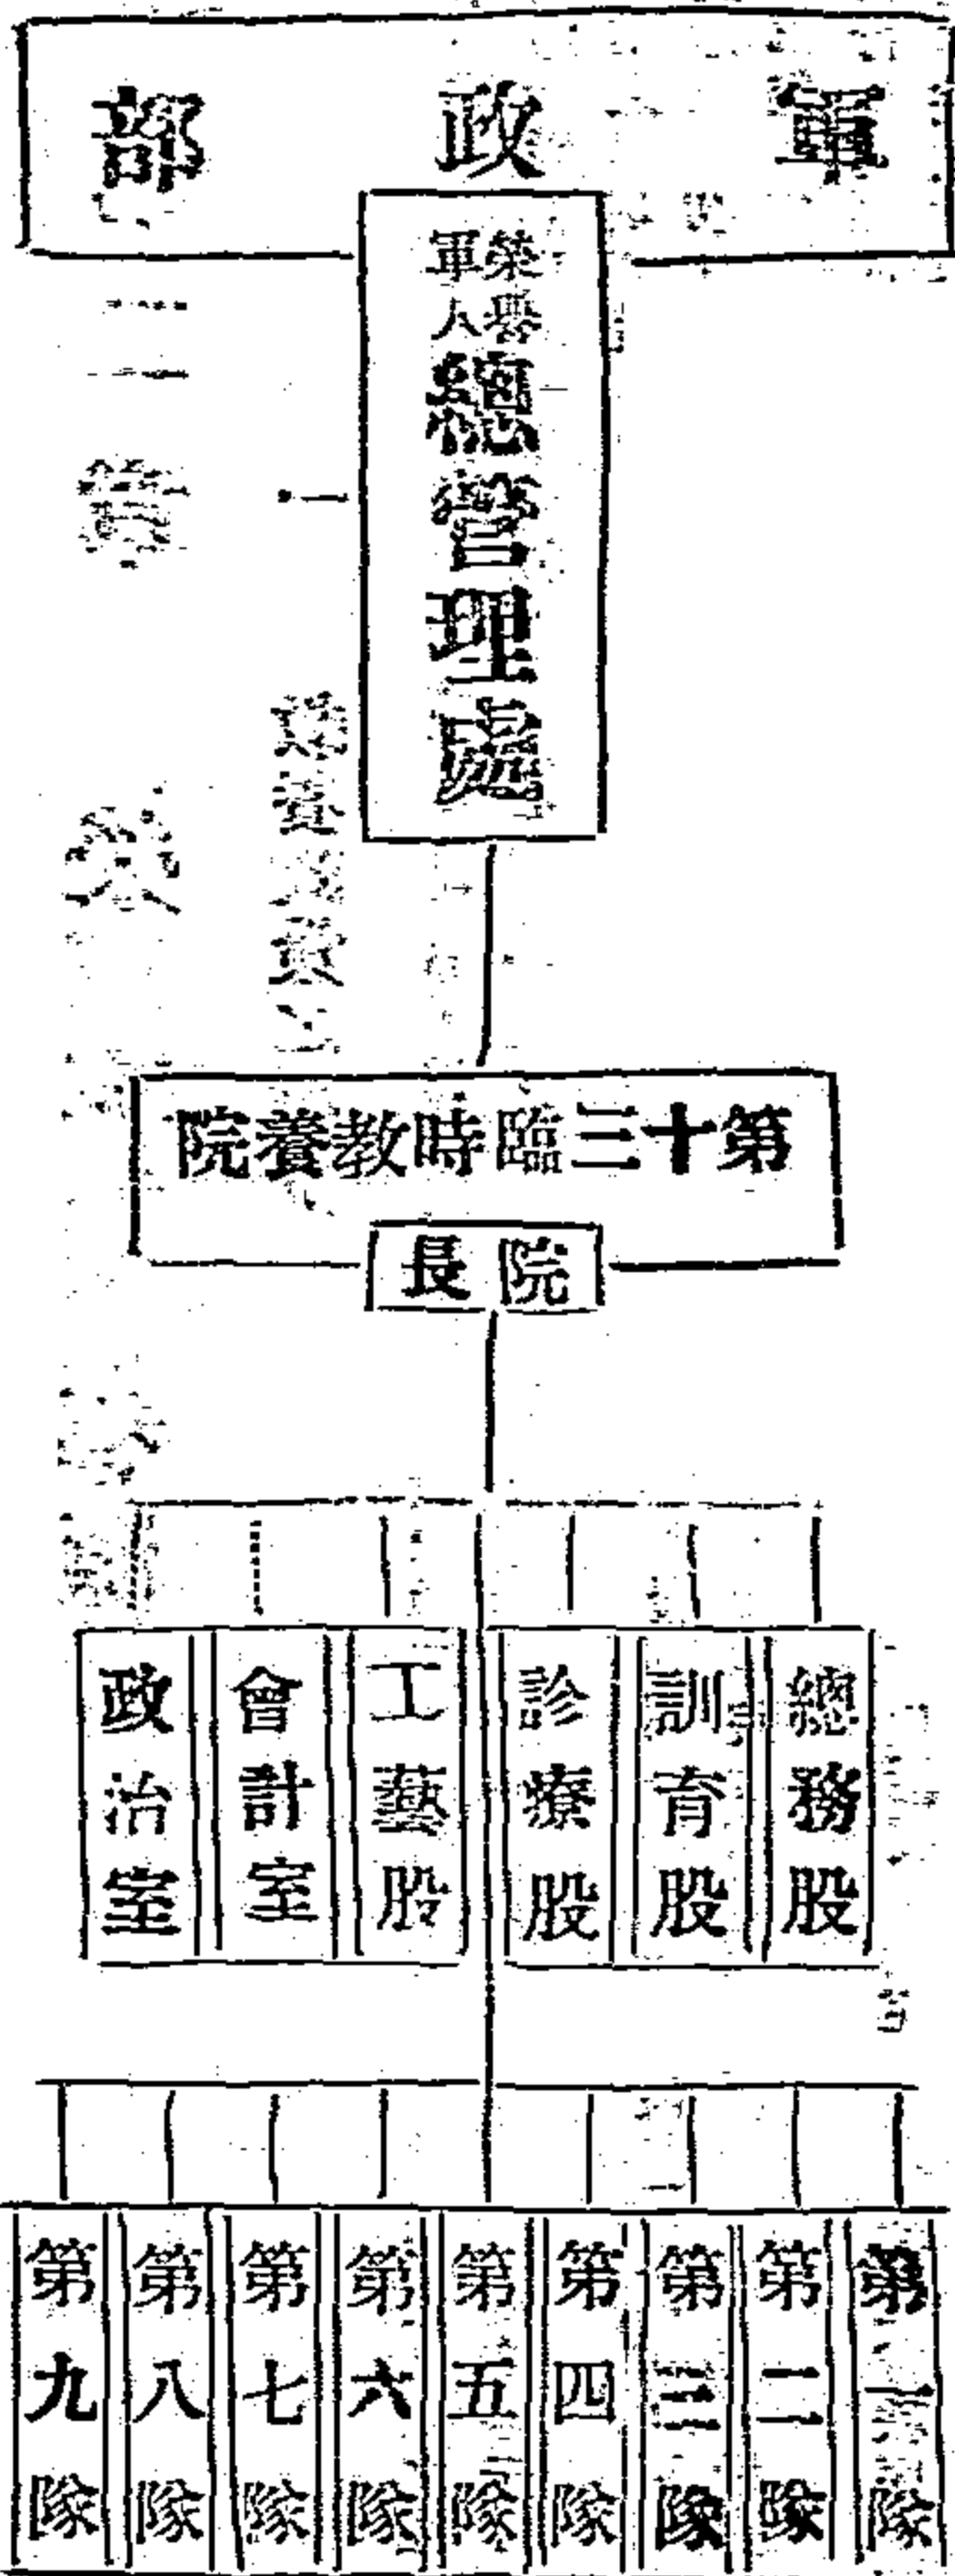 軍政部
榮譽軍人總管理處
第十三臨時教養院
院長
總務股
訓育股
診療股
工藝股
會計室
政治室
第一隊
第二隊
第三隊
第四隊
第五隊
第六隊
第七隊
第八隊
第九隊